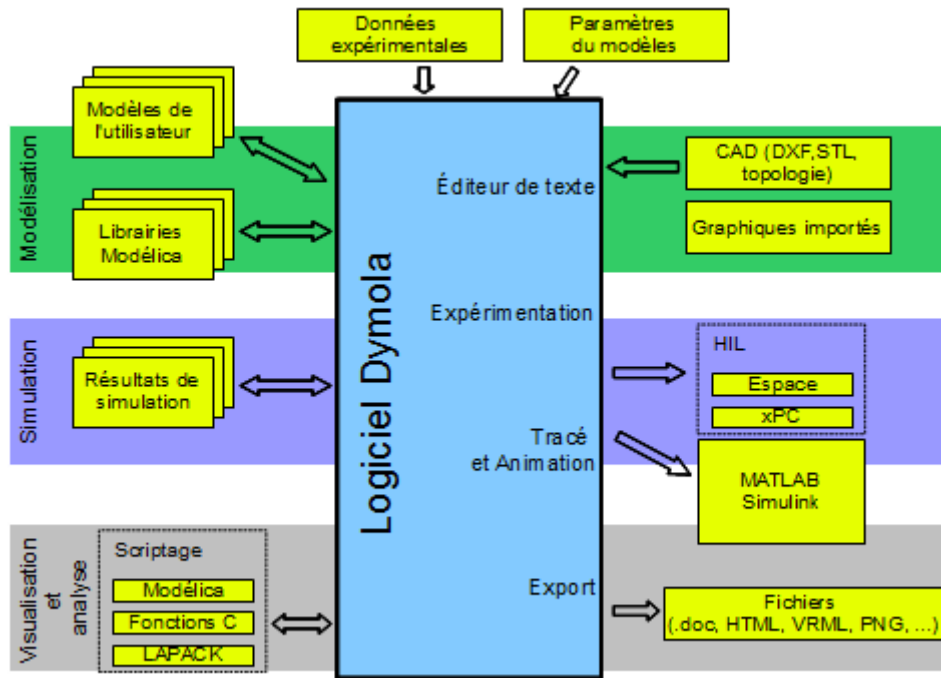 Données
expérimentales
Paramètres
du modèles
Modélisation
Modèles de
l'utilisateur
Librairies
Modélica
Logiciel Dymola
Éditeur de texte
CAD (DXF,STL,
topologie)
Graphiques importés
Simulation
Résultats de
simulation
Expérimentation
Tracé
et Animation
HIL
Espace
xPC
MATLAB
Simulink
Visualisation
et
analyse
Scriptage
Modélica
Fonctions C
LAPACK
Export
Fichiers
(.doc, HTML, VRML, PNG, ...)